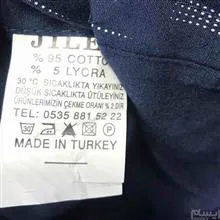 JILE
% 95 COTTO
% 5 LYCRA
30 °C SICAKLIKTA YIKAYINIZ
DÜŞÜK SICAKLIKTA ÜTÜLEYİNİZ
ÜRÜNLERİMİZİN ÇEKME ORANI % 2 DİR
TEL : 0535 881 52 22
MADE IN TURKEY